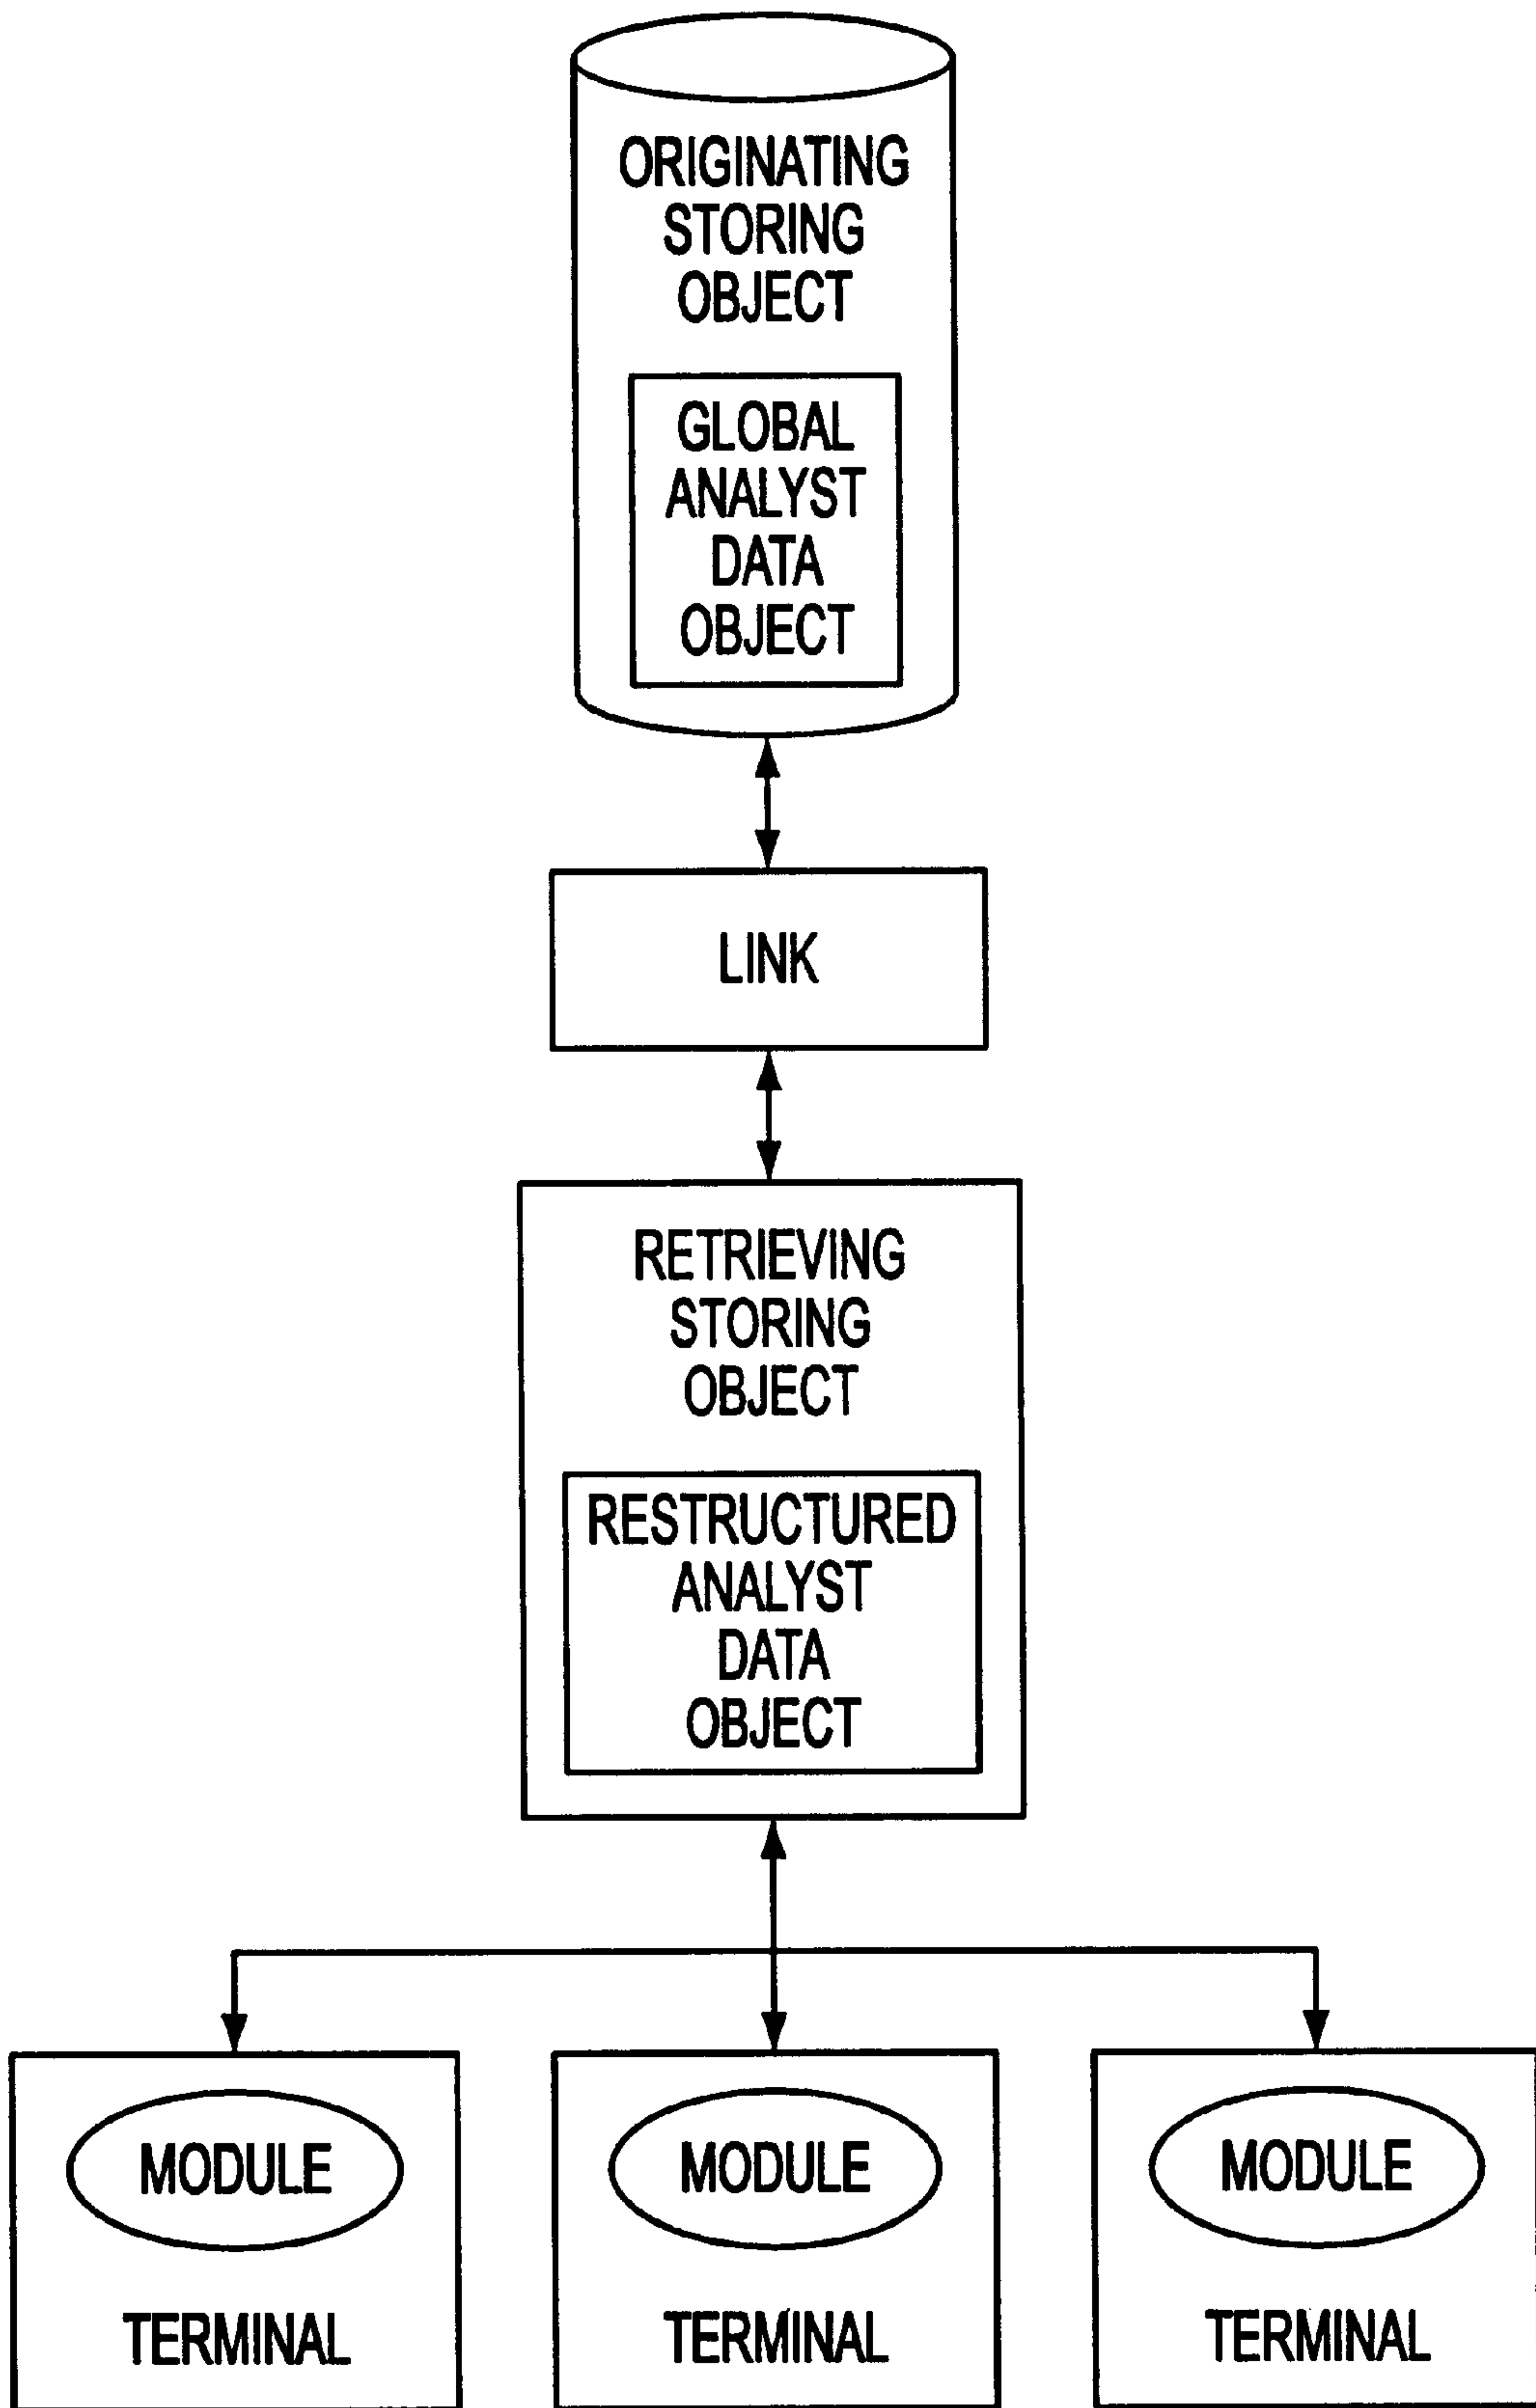 ORIGINATING
STORING
OBJECT
GLOBAL
ANALYST
DATA
OBJECT
LINK
RETRIEVING
STORING
OBJECT
RESTRUCTURED
ANALYST
DATA
OBJECT
MODULE
TERMINAL
MODULE
TERMINAL
MODULE
TERMINAL